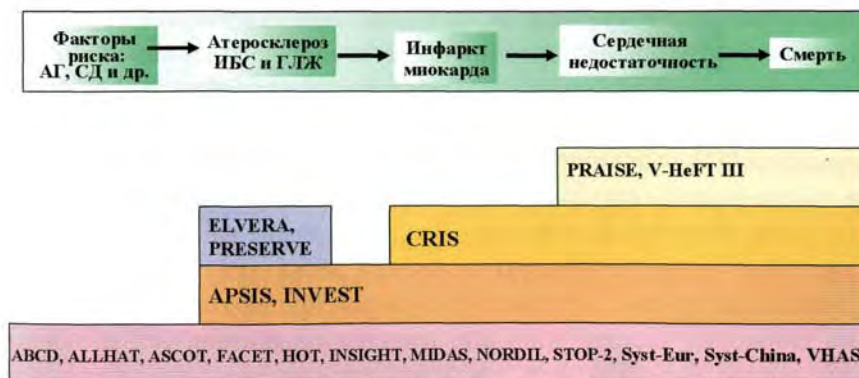 Факторы
риска:
АГ, СД и др.
Атеросклероз
ИБС и ГЛЖ
Инфаркт
миокарда
Сердечная
недостаточность
Смерть
PRAISE, V-HeFT III
ELVERA,
PRESERVE
CRIS
APSIS, INVEST
ABCD, ALLHAT, ASCOT, FACET, HOT, INSIGHT, MIDAS, NORDIL, STOP-2, Syst-Eur, Syst-China, VHAS